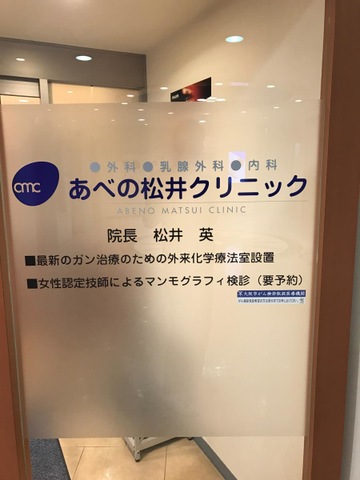 ●外科●乳腺外科●内科
amc
あべの松井クリニック
ABENO MATSUI CLINIC
院長 松井 英
■最新のガン治療のための外来化学療法室設置
■女性認定技師によるマンモグラフィ検診(要予約)